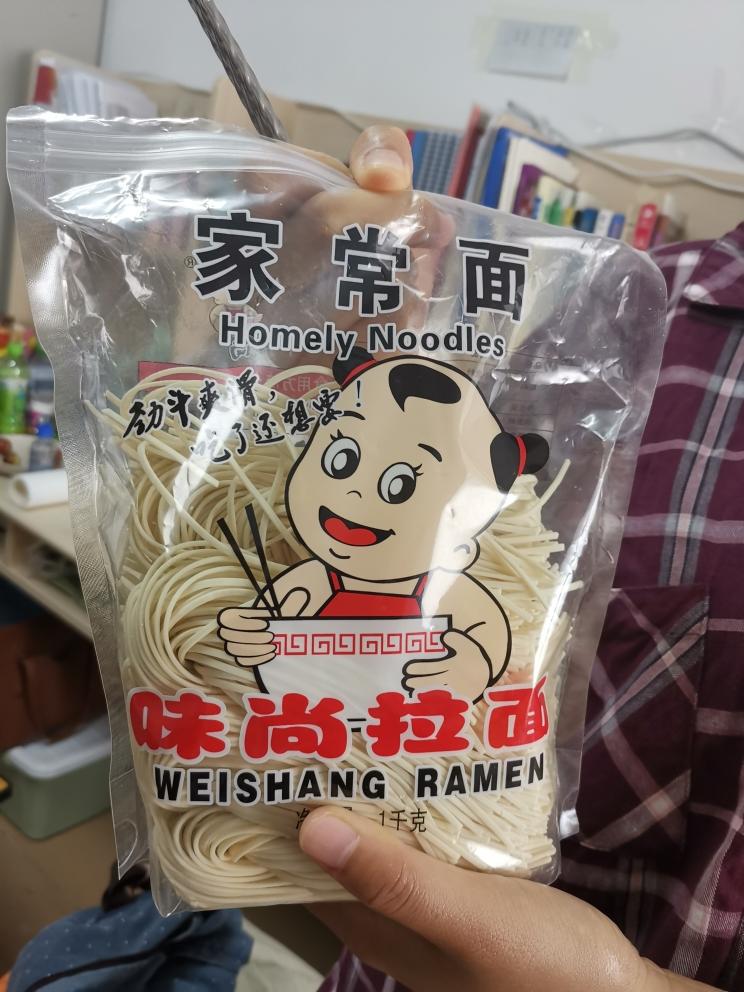 家常面
Homely Noodles
劲斗爽滑，
吃了还想要！
味尚拉面
WEISHANG RAMEN
净 1千克